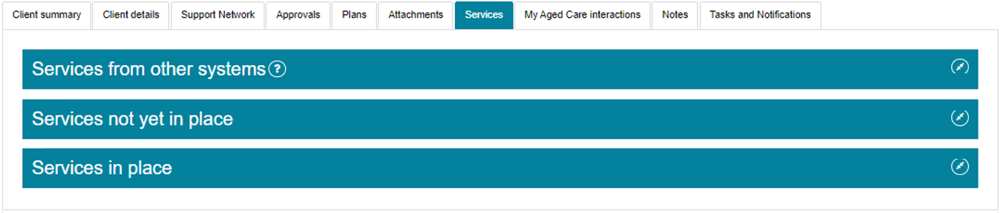 Client summary Client details Support Network Approvals Plans Attachments Services My Aged Care interactions Notes Tasks and Notifications
Services from other systems ?
Services not yet in place
Services in place